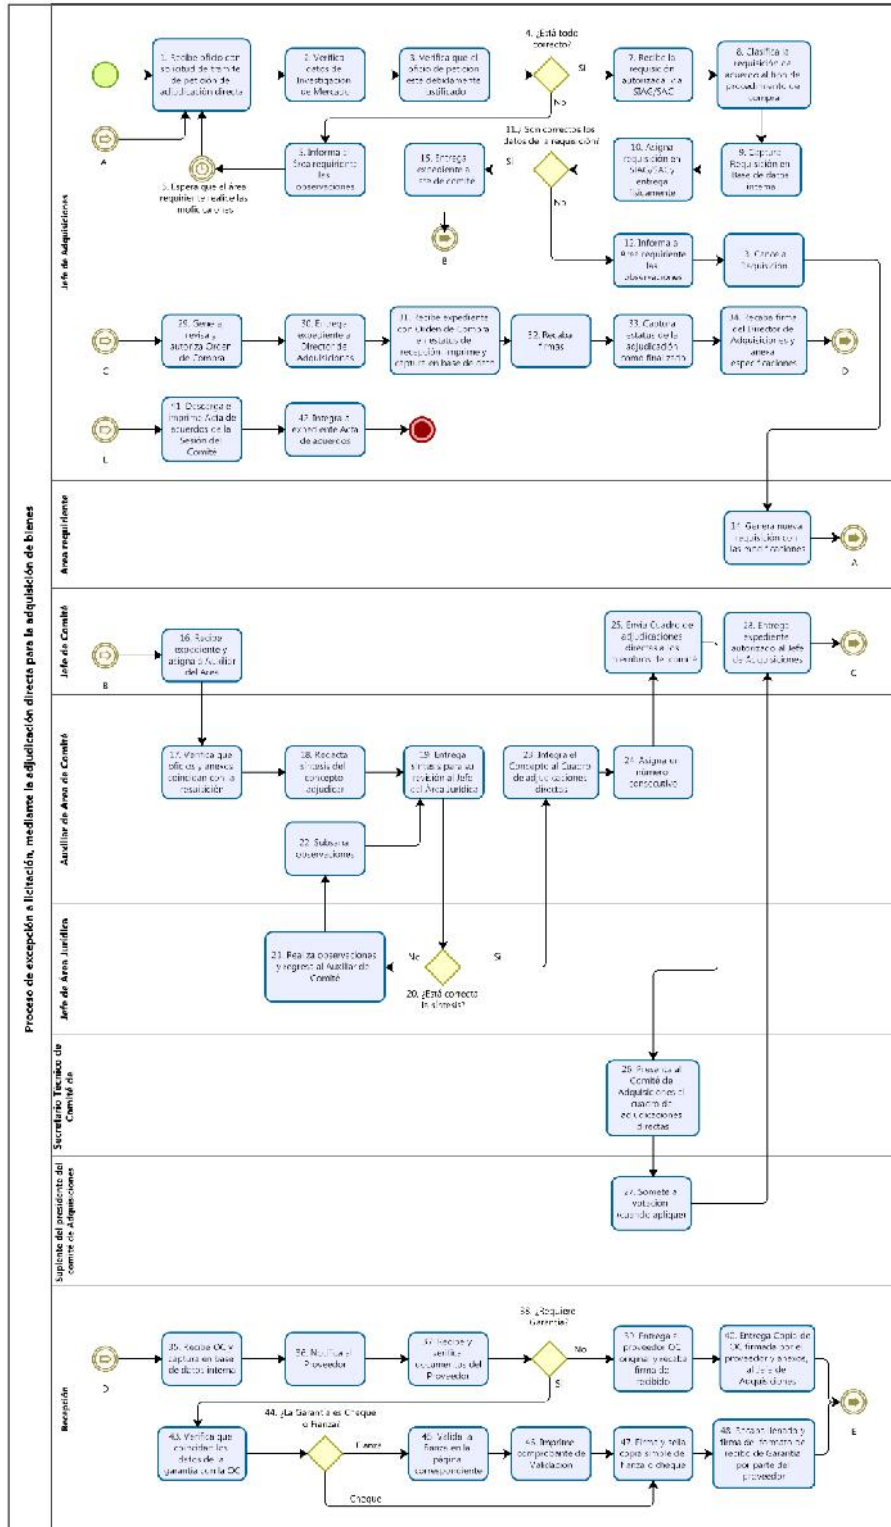 Proceso de excepción a licitación, mediante la adjudicación directa para la adquisición de bienes
Jefe de Adquisiciones
1. Recibe oficio con
solicitud de tramite
de petición de
adjudicación directa
2. Verifica
datos de
Investigación
de Mercado
3. Verifica que el
oficio de petición
esté debidamente
justificado
4. ¿Está todo
correcto?
Si
No
7. Recibe la
requisición
autorizada vía
SIAG/SAC
8. Clasifica la
requisición de
acuerdo al tipo de
procedimiento de
compra
A
5. Informa a
Área requirente
las observaciones
Espera que el área
requirente realice las
modificaciones
15. Entrega
expediente a
Jefe de comité
B
11. ¿Son correctos los
datos de la requisición?
Si
No
10. Asigna
requisición en
SIAG/SAC y
entrega
físicamente
9. Captura
Requisición en
Base de datos
interna
12. Informa a
Área requirente
las
observaciones
Cancela
requisición
C
29. Genera
revisa y
autoriza Orden
de Compra
30. Entrega
expediente a
Director de
Adquisiciones
31. Recibe expediente
con Orden de Compra
en estatus de
recepción, imprime y
captura en base de dato
32. Recaba
firmas
33. Captura
estatus de la
adjudicación
como finalizado
34. Recaba firma
del Director de
Adquisiciones y
anexa
especificaciones
D
41. Descarga e
imprime Acta de
acuerdos de la
Sesión del
Comité
42. Integra a
expediente Acta
de acuerdos
Area requirente
14. Genera nueva
requisición con
las modificaciones
A
Jefe de Comité
B
16. Recibe
expediente y
asigna a Auxiliar
del Area
25. Envía Cuadro de
adjudicaciones
directas a los
miembros de comité
28. Entrega
expediente
autorizado al Jefe
de Adquisiciones
C
Auxiliar de Area de Comité
17. Verifica que
oficios y anexos
coincidan con la
requisición
18. Redacta
síntesis del
concepto
adjudicar
19. Entrega
síntesis para su
revisión al Jefe
del Área Jurídica
23. Integra el
Concepto al Cuadro
de adjudicaciones
directas
24. Asigna un
número
consecutivo
22. Subsana
observaciones
Jefe de Area Jurídica
21. Realiza observaciones
y regresa al Auxiliar de
Comité
No
Si
20. ¿Está correcta
la síntesis?
Secretario Técnico de
Comité de
26. Presenta al
Comité de
Adquisiciones el
cuadro de
adjudicaciones
directas
Suplente del presidente del
comité de Adquisiciones
27. Somete a
votación
(cuando aplique)
Recepción
D
35. Recibe OC y
captura en base
de datos interna
36. Notifica al
Proveedor
37. Recibe y
verifica
documentos del
Proveedor
38. ¿Requiere
Garantía?
No
Si
39. Entrega a
proveedor OC
original y recaba
firma de
recibido
40. Entrega Copia de
OC firmada por el
proveedor y anexos,
al Jefe de
Adquisiciones
E
43. Verifica que
coincidan los
datos de la
garantía con la OC
44. ¿La Garantía es Cheque
o Fianza?
Fianza
Cheque
45. Valida la
fianza en la
página
correspondiente
46. Imprime
comprobante de
Validación
47. Firma y sella
copia simple de
fianza o cheque
48. Recaba llenado y
firma del formato de
recibo de Garantía
por parte del
proveedor